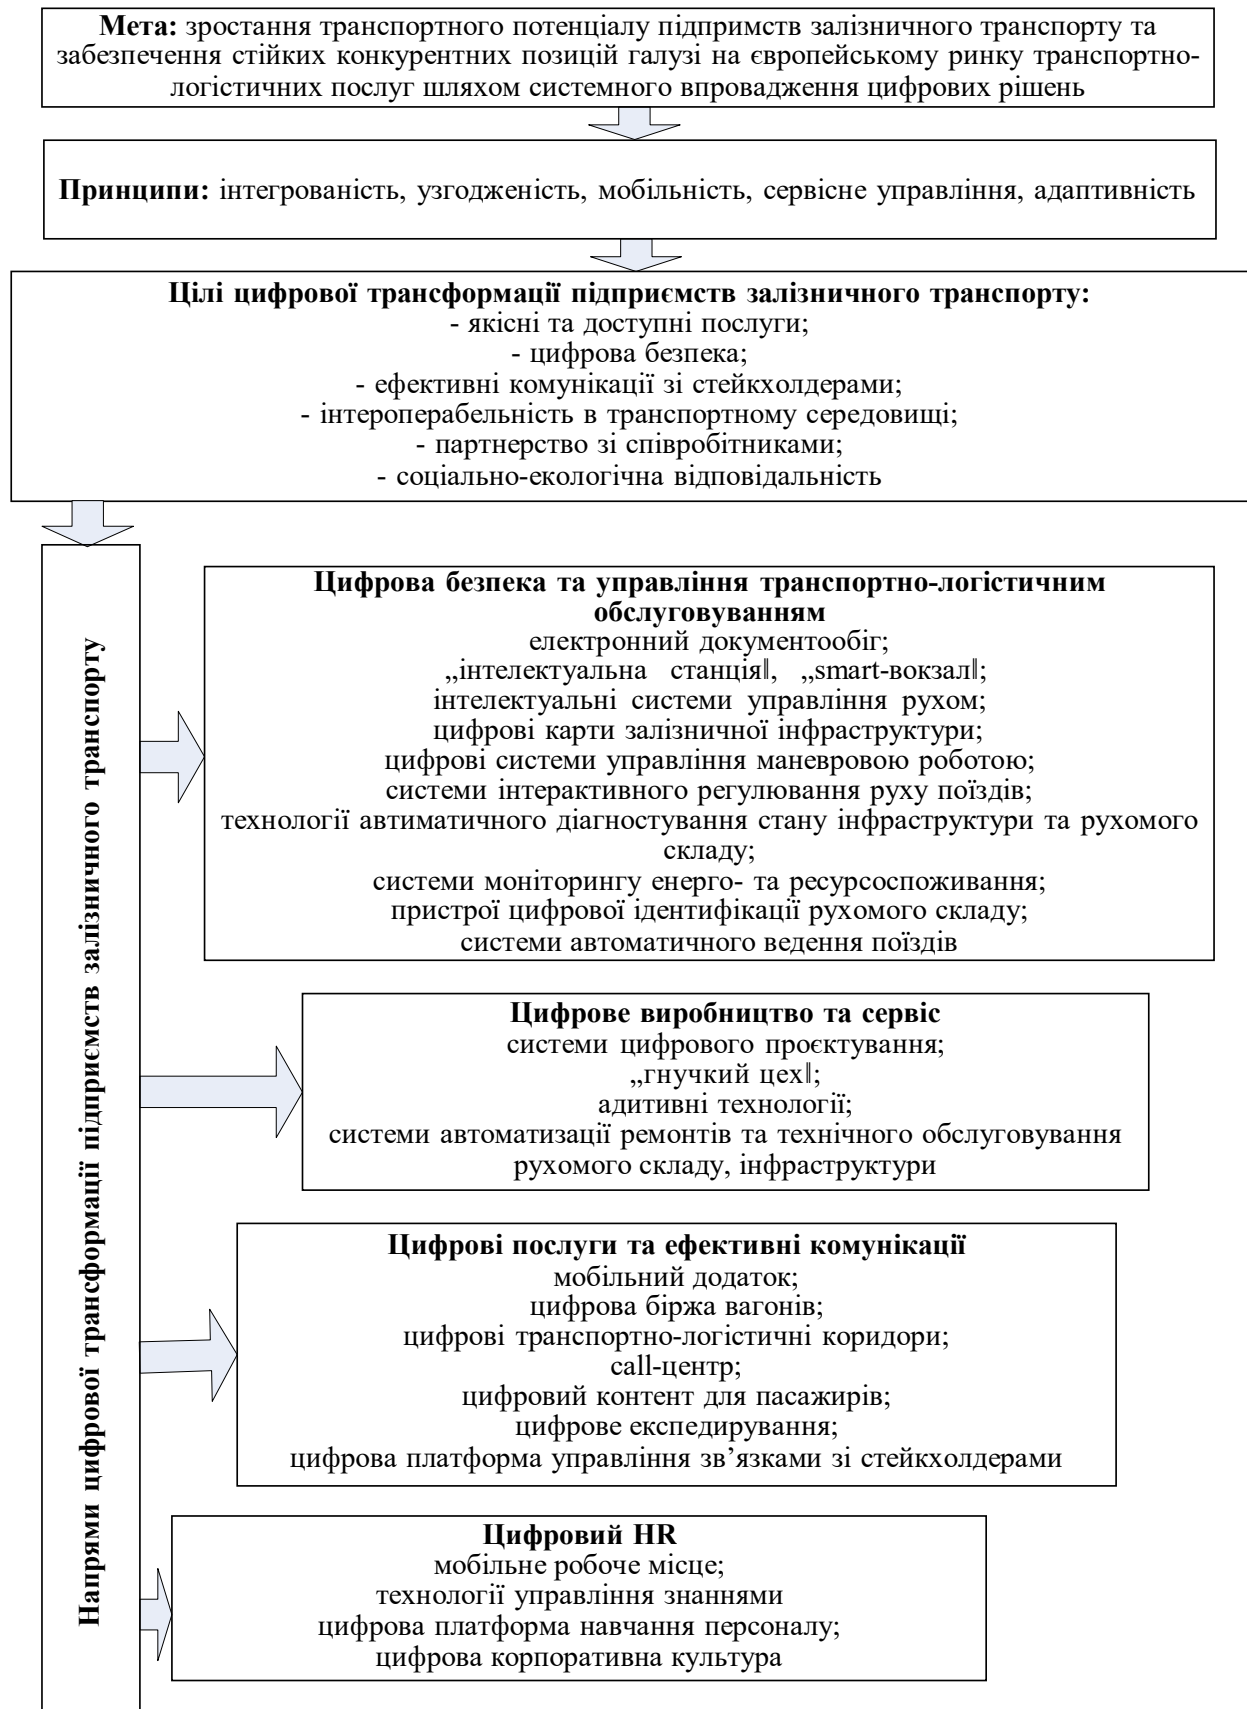 Мета: зростання транспортного потенціалу підпримств залізничного транспорту та
забезпечення стійких конкурентних позицій галузі на європейському ринку транспортно-
логістичних послуг шляхом системного впровадження цифрових рішень
Принципи: інтегрованість, узгодженість, мобільність, сервісне управління, адаптивність
Цілі цифрової трансформації підприємств залізничного транспорту:
- якісні та доступні послуги;
- цифрова безпека;
- ефективні комунікації зі стейкхолдерами;
- інтероперабельність в транспортному середовищі;
- партнерство зі співробітниками;
- соціально-екологічна відповідальність
Напрями цифрової трансформації підприємств залізничного транспорту
Цифрова безпека та управління транспортно-логістичним
обслуговуванням
електронний документообіг;
„інтелектуальна станція‖, „smart-вокзал‖;
інтелектуальні системи управління рухом;
цифрові карти залізничної інфраструктури;
цифрові системи управління маневровою роботою;
системи інтерактивного регулювання руху поїздів;
технології автиматичного діагностування стану інфраструктури та рухомого
складу;
системи моніторингу енерго- та ресурсоспоживання;
пристрої цифрової ідентифікації рухомого складу;
системи автоматичного ведення поїздів
Цифрове виробництво та сервіс
системи цифрового проєктування;
„гнучкий цех‖;
адитивні технології;
системи автоматизації ремонтів та технічного обслуговування
рухомого складу, інфраструктури
Цифрові послуги та ефективні комунікації
мобільний додаток;
цифрова біржа вагонів;
цифрові транспортно-логістичні коридори;
call-центр;
цифровий контент для пасажирів;
цифрове експедирування;
цифрова платформа управління зв’язками зі стейкхолдерами
Цифровий HR
мобільне робоче місце;
технології управління знаннями
цифрова платформа навчання персоналу;
цифрова корпоративна культура